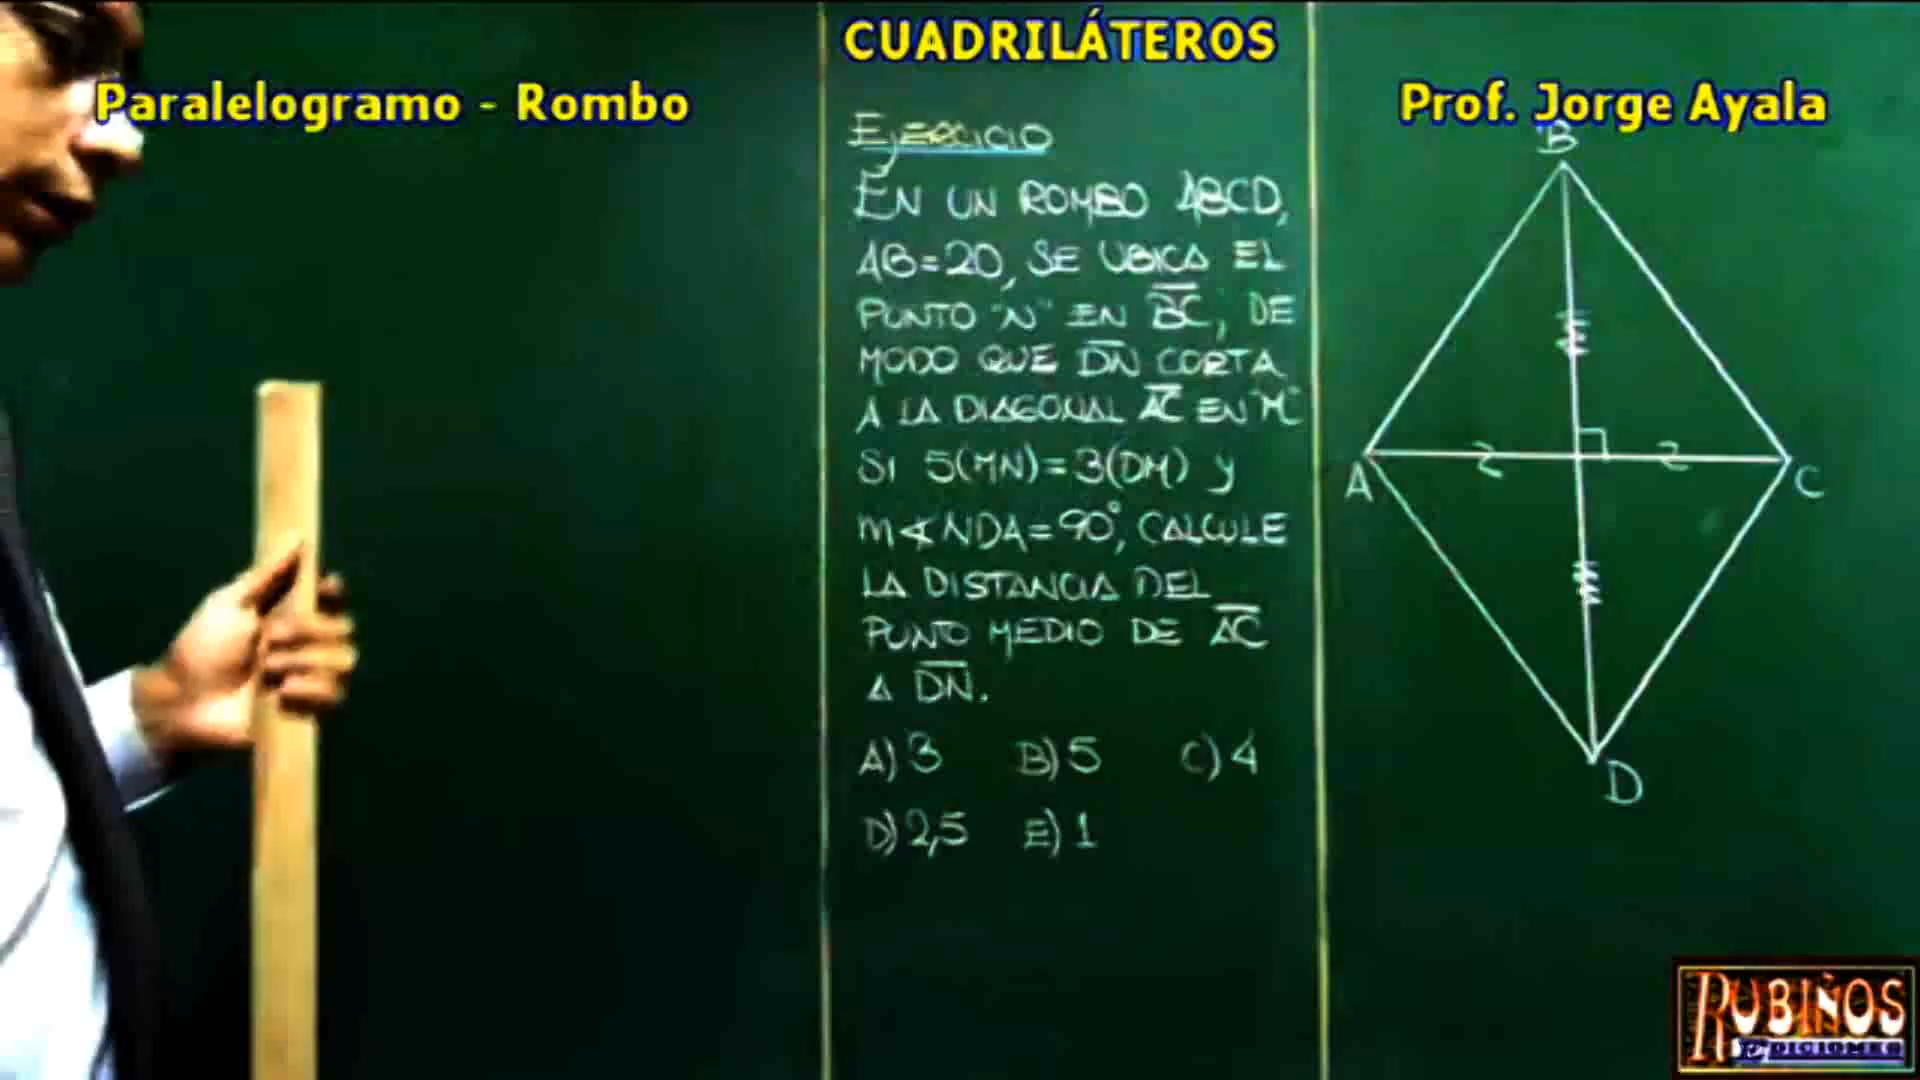 CUADRILÁTEROS
Paralelogramo - Rombo
Prof. Jorge Ayala
EJERCICIO
EN UN ROMBO ABCD,
AB=20, SE UBICA EL
PUNTO "N" EN BC, DE
MODO QUE DN CORTA
A LA DIAGONAL AC EN "M"
SI 5(MN)=3(DM) y
m∢NDA=90°, CALCULE
LA DISTANCIA DEL
PUNTO MEDIO DE AC
A DN.
A) 3 B) 5 C) 4
D) 2,5 E) 1
B
A
C
D
RUBIÑOS
EDICIONES